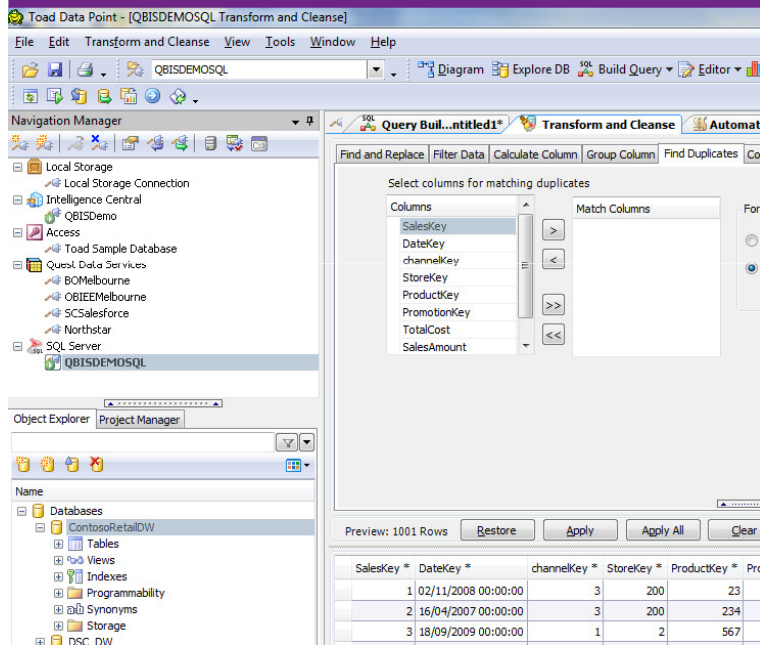 Toad Data Point - [QBISDEMOSQL Transform and Cleanse]
File Edit Transform and Cleanse View Tools Window Help
QBISDEMOSQL Diagram Explore DB SQL Build Query Editor
Navigation Manager
Local Storage
Local Storage Connection
Intelligence Central
QBISDemo
Access
Toad Sample Database
Quest Data Services
BOMelbourne
OBIEEMelbourne
SCSalesforce
Northstar
SQL Server
QBISDEMOSQL
Object Explorer Project Manager
Name
Databases
ContosoRetailDW
Tables
Views
Indexes
Programmability
Synonyms
Storage
DSC_DW
SQL Query Buil...ntitled1* Transform and Cleanse Automat
Find and Replace Filter Data Calculate Column Group Column Find Duplicates Co
Select columns for matching duplicates
Columns
SalesKey
DateKey
channelKey
StoreKey
ProductKey
PromotionKey
TotalCost
SalesAmount
>
<
>>
<<
Match Columns
For
Preview: 1001 Rows Restore Apply Apply All Clear
SalesKey * DateKey * channelKey * StoreKey * ProductKey * Pro
1 02/11/2008 00:00:00 3 200 23
2 16/04/2007 00:00:00 3 200 234
3 18/09/2009 00:00:00 1 2 567